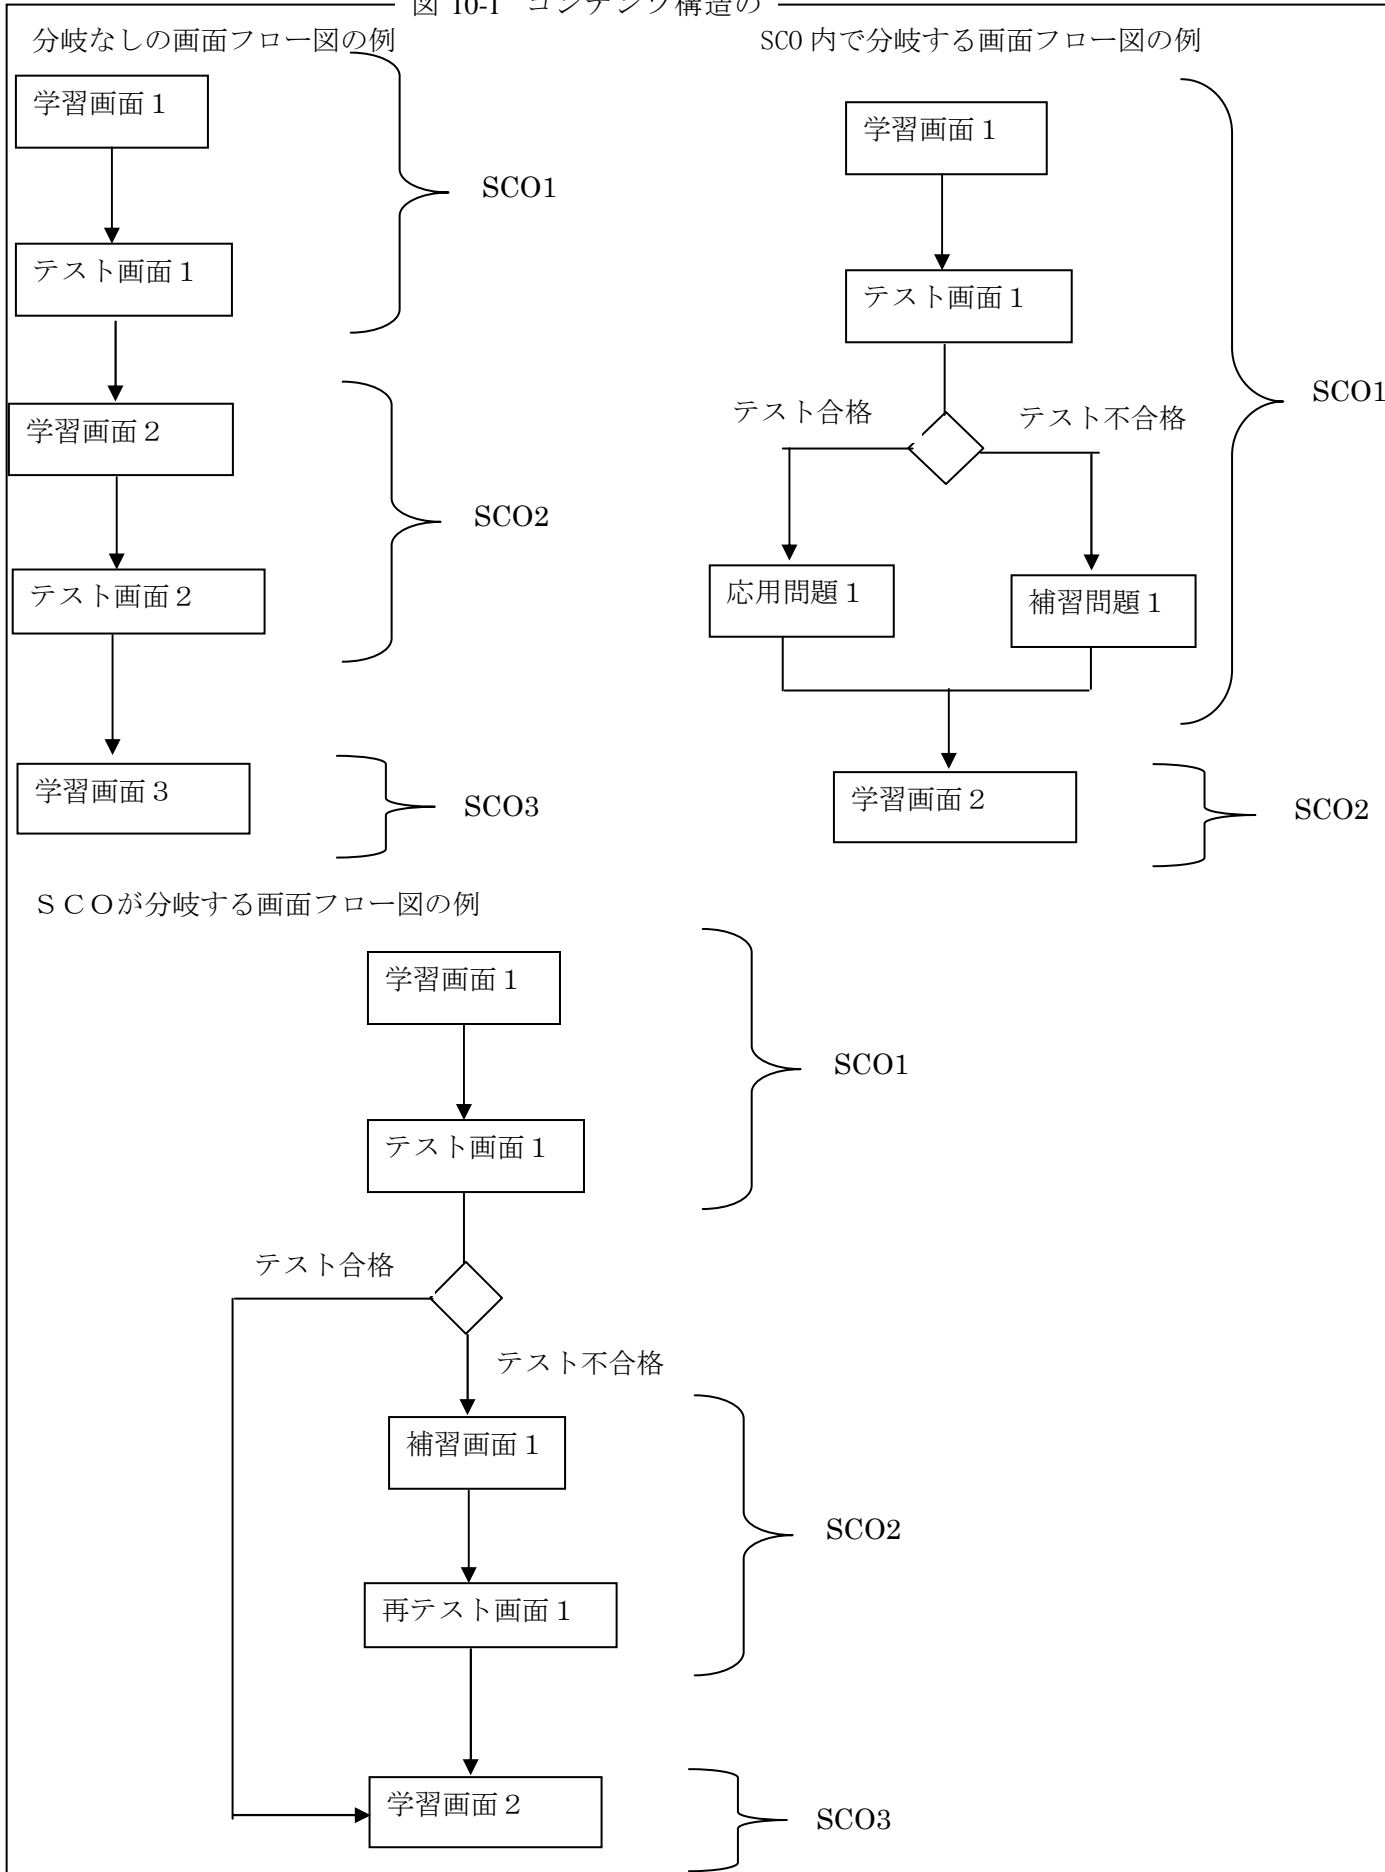 図 10-1 コンテンツ構造の
分岐なしの画面フロー図の例
学習画面１
テスト画面１
SCO1
学習画面２
テスト画面２
SCO2
学習画面３
SCO3
SCO 内で分岐する画面フロー図の例
学習画面１
テスト画面１
テスト合格
テスト不合格
応用問題１
補習問題１
SCO1
学習画面２
SCO2
ＳＣＯが分岐する画面フロー図の例
学習画面１
テスト画面１
SCO1
テスト合格
テスト不合格
補習画面１
再テスト画面１
SCO2
学習画面２
SCO3